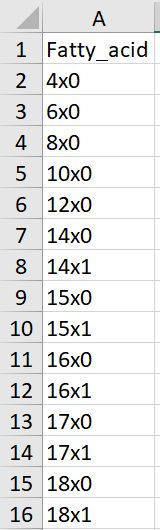 A
1 Fatty_acid
2 4x0
3 6x0
4 8x0
5 10x0
6 12x0
7 14x0
8 14x1
9 15x0
10 15x1
11 16x0
12 16x1
13 17x0
14 17x1
15 18x0
16 18x1